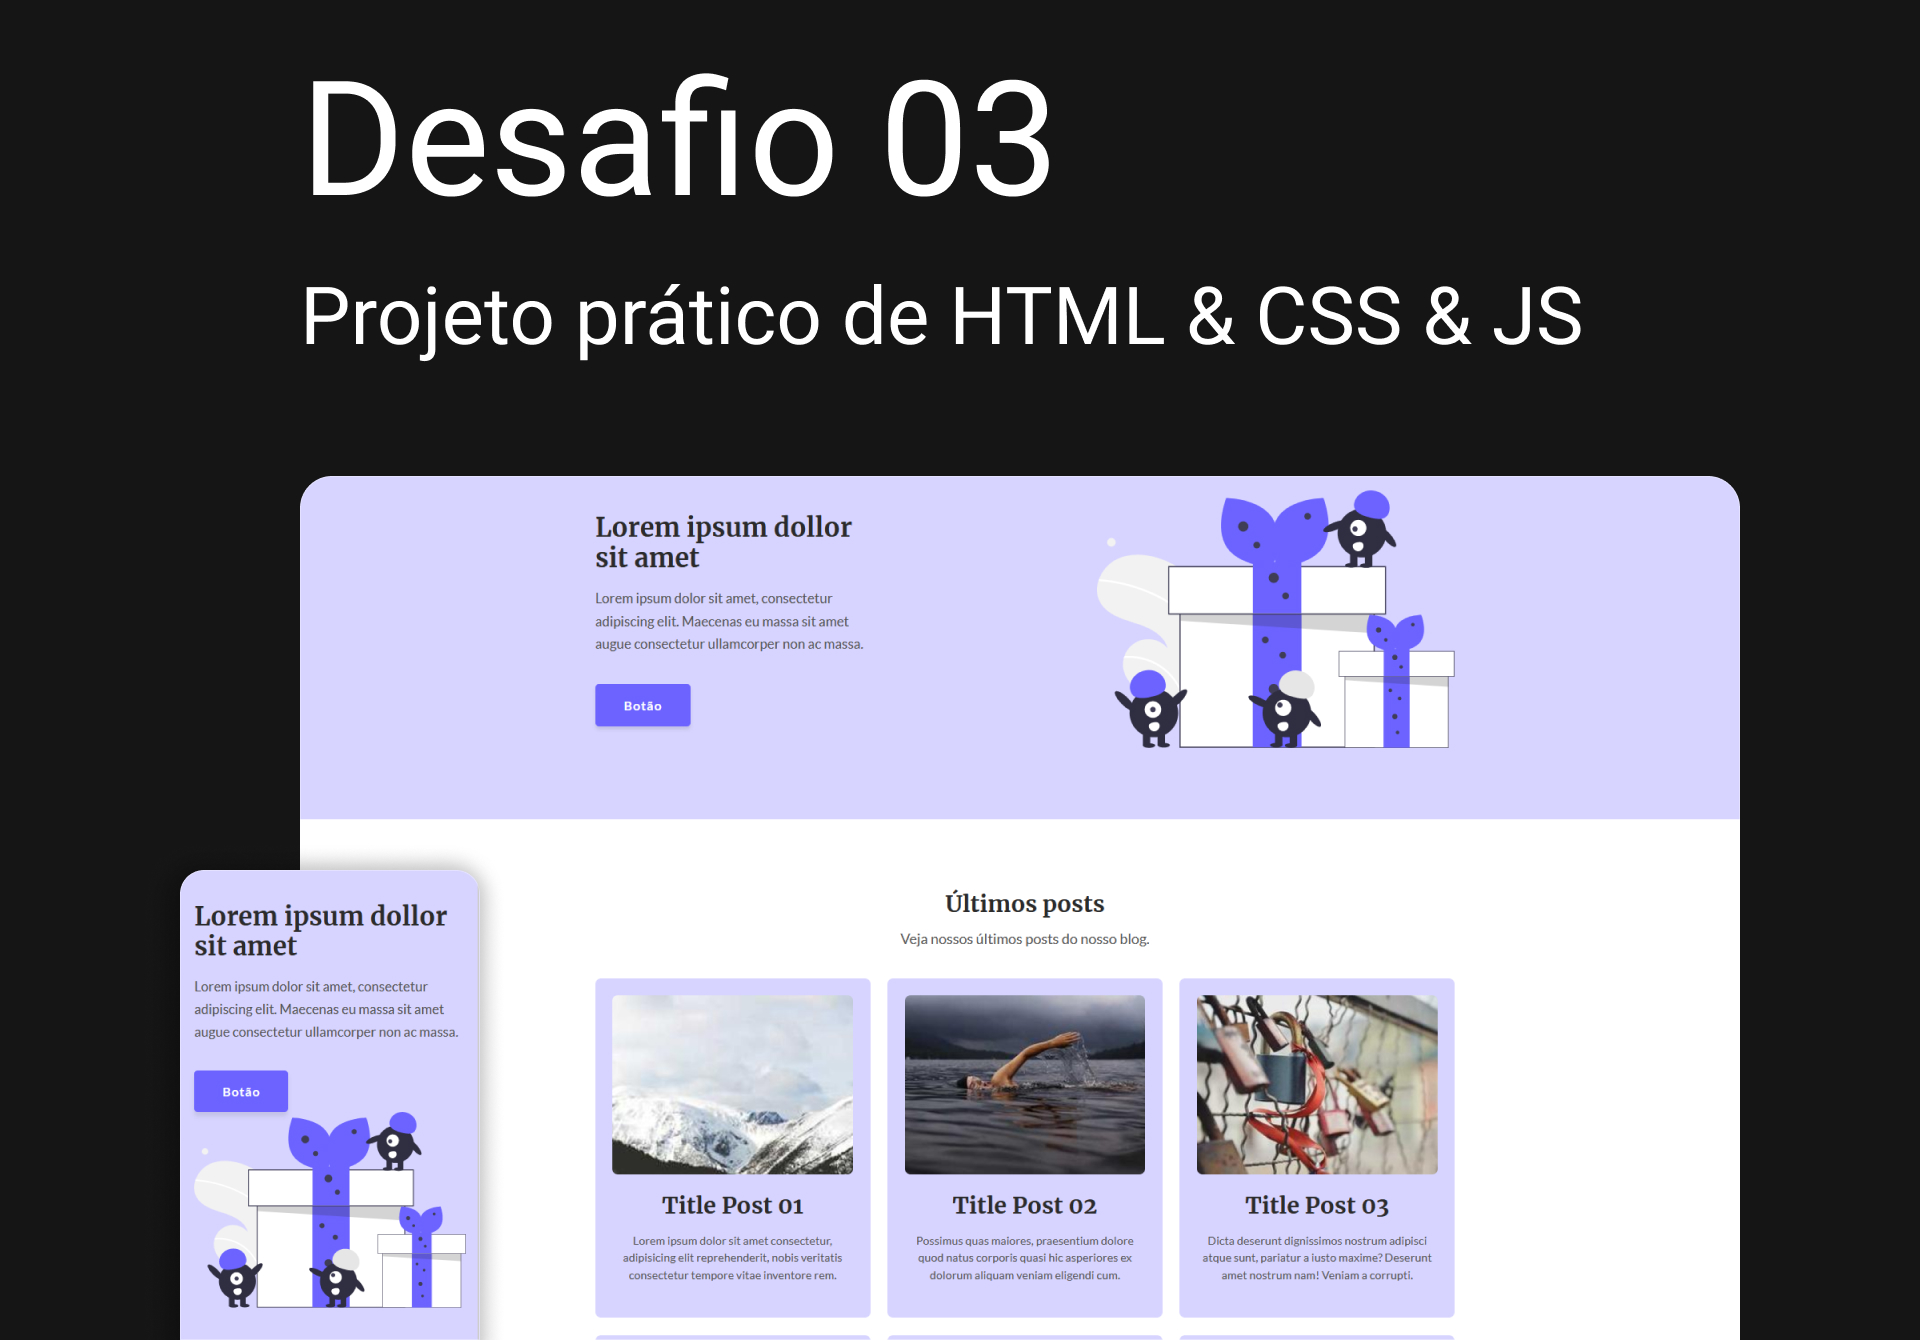 Desafio 03
Projeto prático de HTML & CSS & JS
Lorem ipsum dollor
sit amet
Lorem ipsum dolor sit amet, consectetur
adipiscing elit. Maecenas eu massa sit amet
augue consectetur ullamcorper non ac massa.
Botão
Lorem ipsum dollor
sit amet
Lorem ipsum dolor sit amet, consectetur
adipiscing elit. Maecenas eu massa sit amet
augue consectetur ullamcorper non ac massa.
Botão
Últimos posts
Veja nossos últimos posts do nosso blog.
Title Post 01
Lorem ipsum dolor sit amet consectetur,
adipisicing elit reprehenderit, nobis veritatis
consectetur tempore vitae inventore rem.
Title Post 02
Possimus quas maiores, praesentium dolore
quod natus corporis quasi hic asperiores ex
dolorum aliquam veniam eligendi cum.
Title Post 03
Dicta deserunt dignissimos nostrum adipisci
atque sunt, pariatur a iusto maxime? Deserunt
amet nostrum nam! Veniam a corrupti.